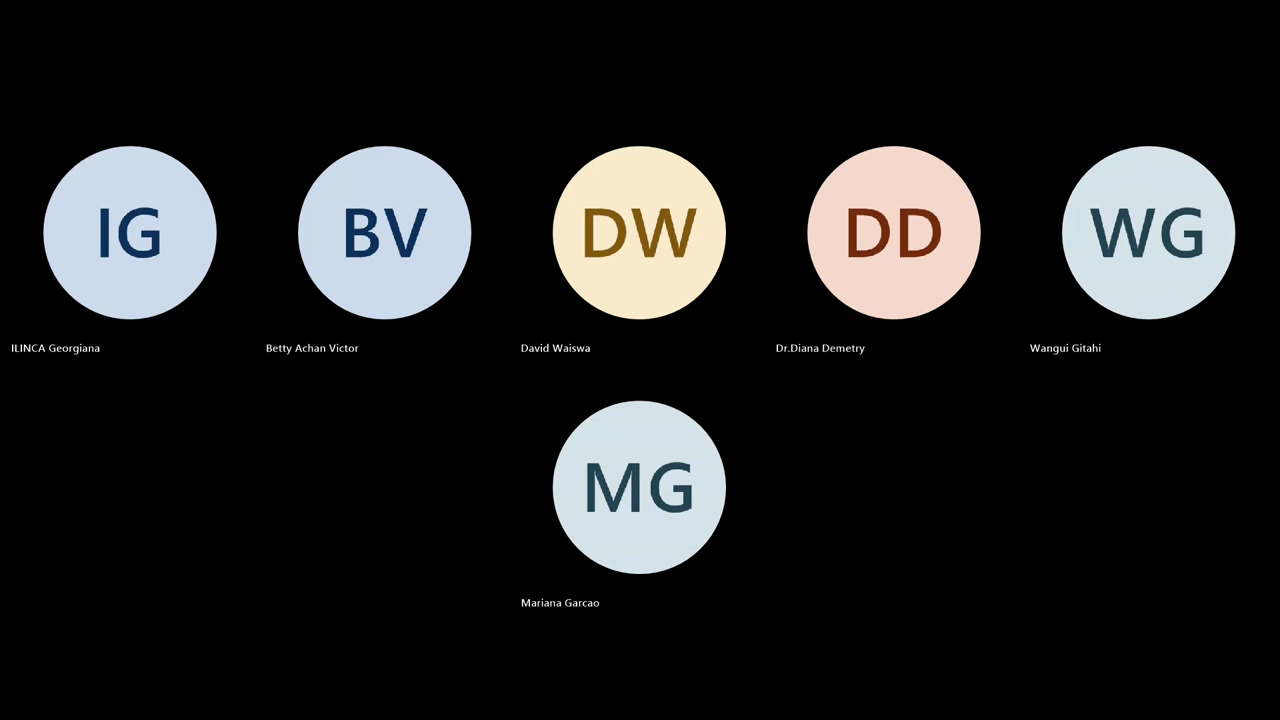 IG
BV
DW
DD
WG
ILINCA Georgiana
Betty Achan Victor
David Waiswa
Dr.Diana Demetry
Wangui Gitahi
MG
Mariana Garcao